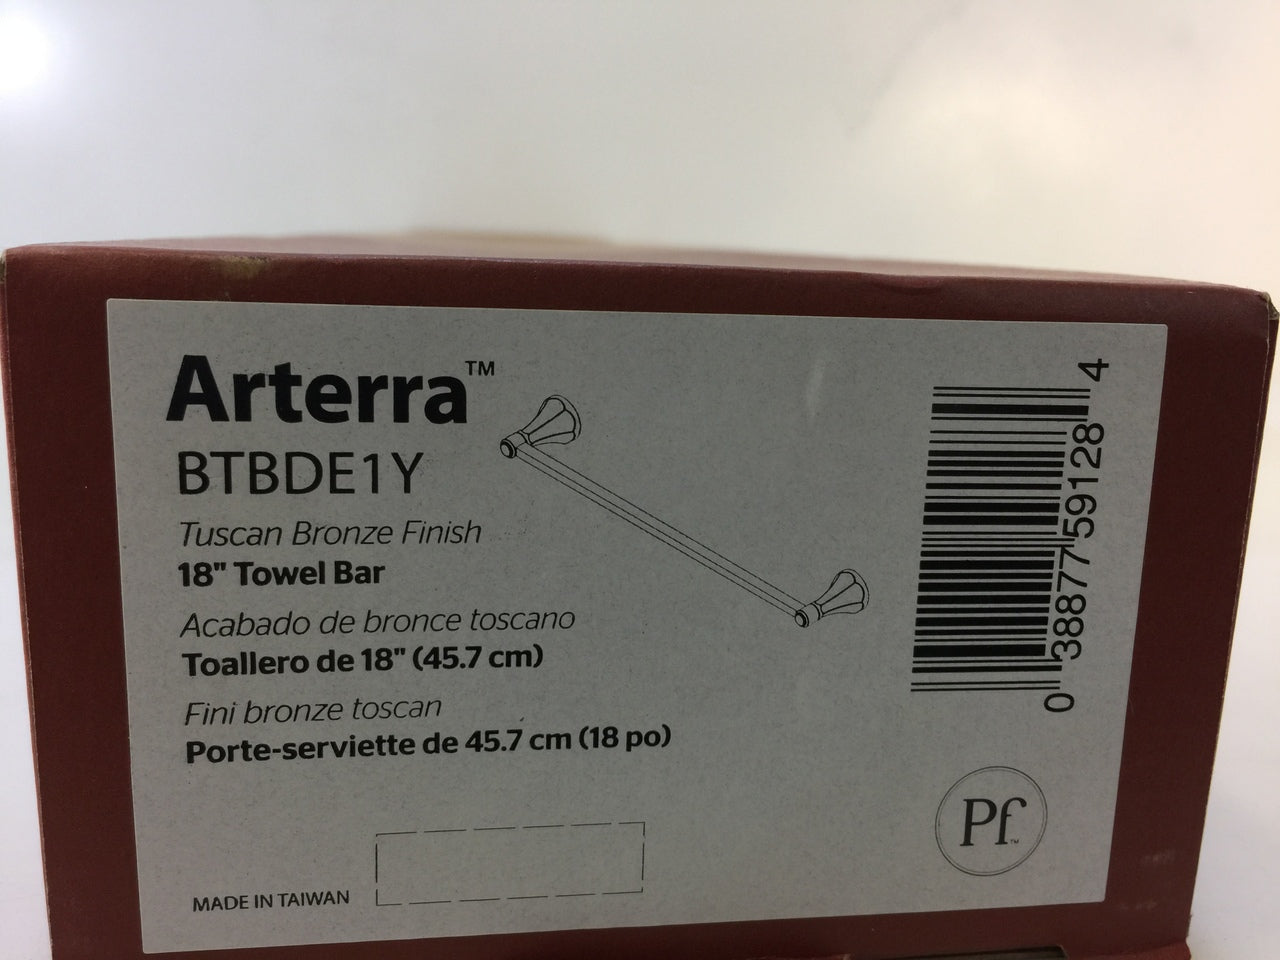 Arterra™
BTBDE1Y
Tuscan Bronze Finish
18" Towel Bar
Acabado de bronce toscano
Toallero de 18" (45.7 cm)
Fini bronze toscan
Porte-serviette de 45.7 cm (18 po)
MADE IN TAIWAN
0 38877 59128 4
Pf™